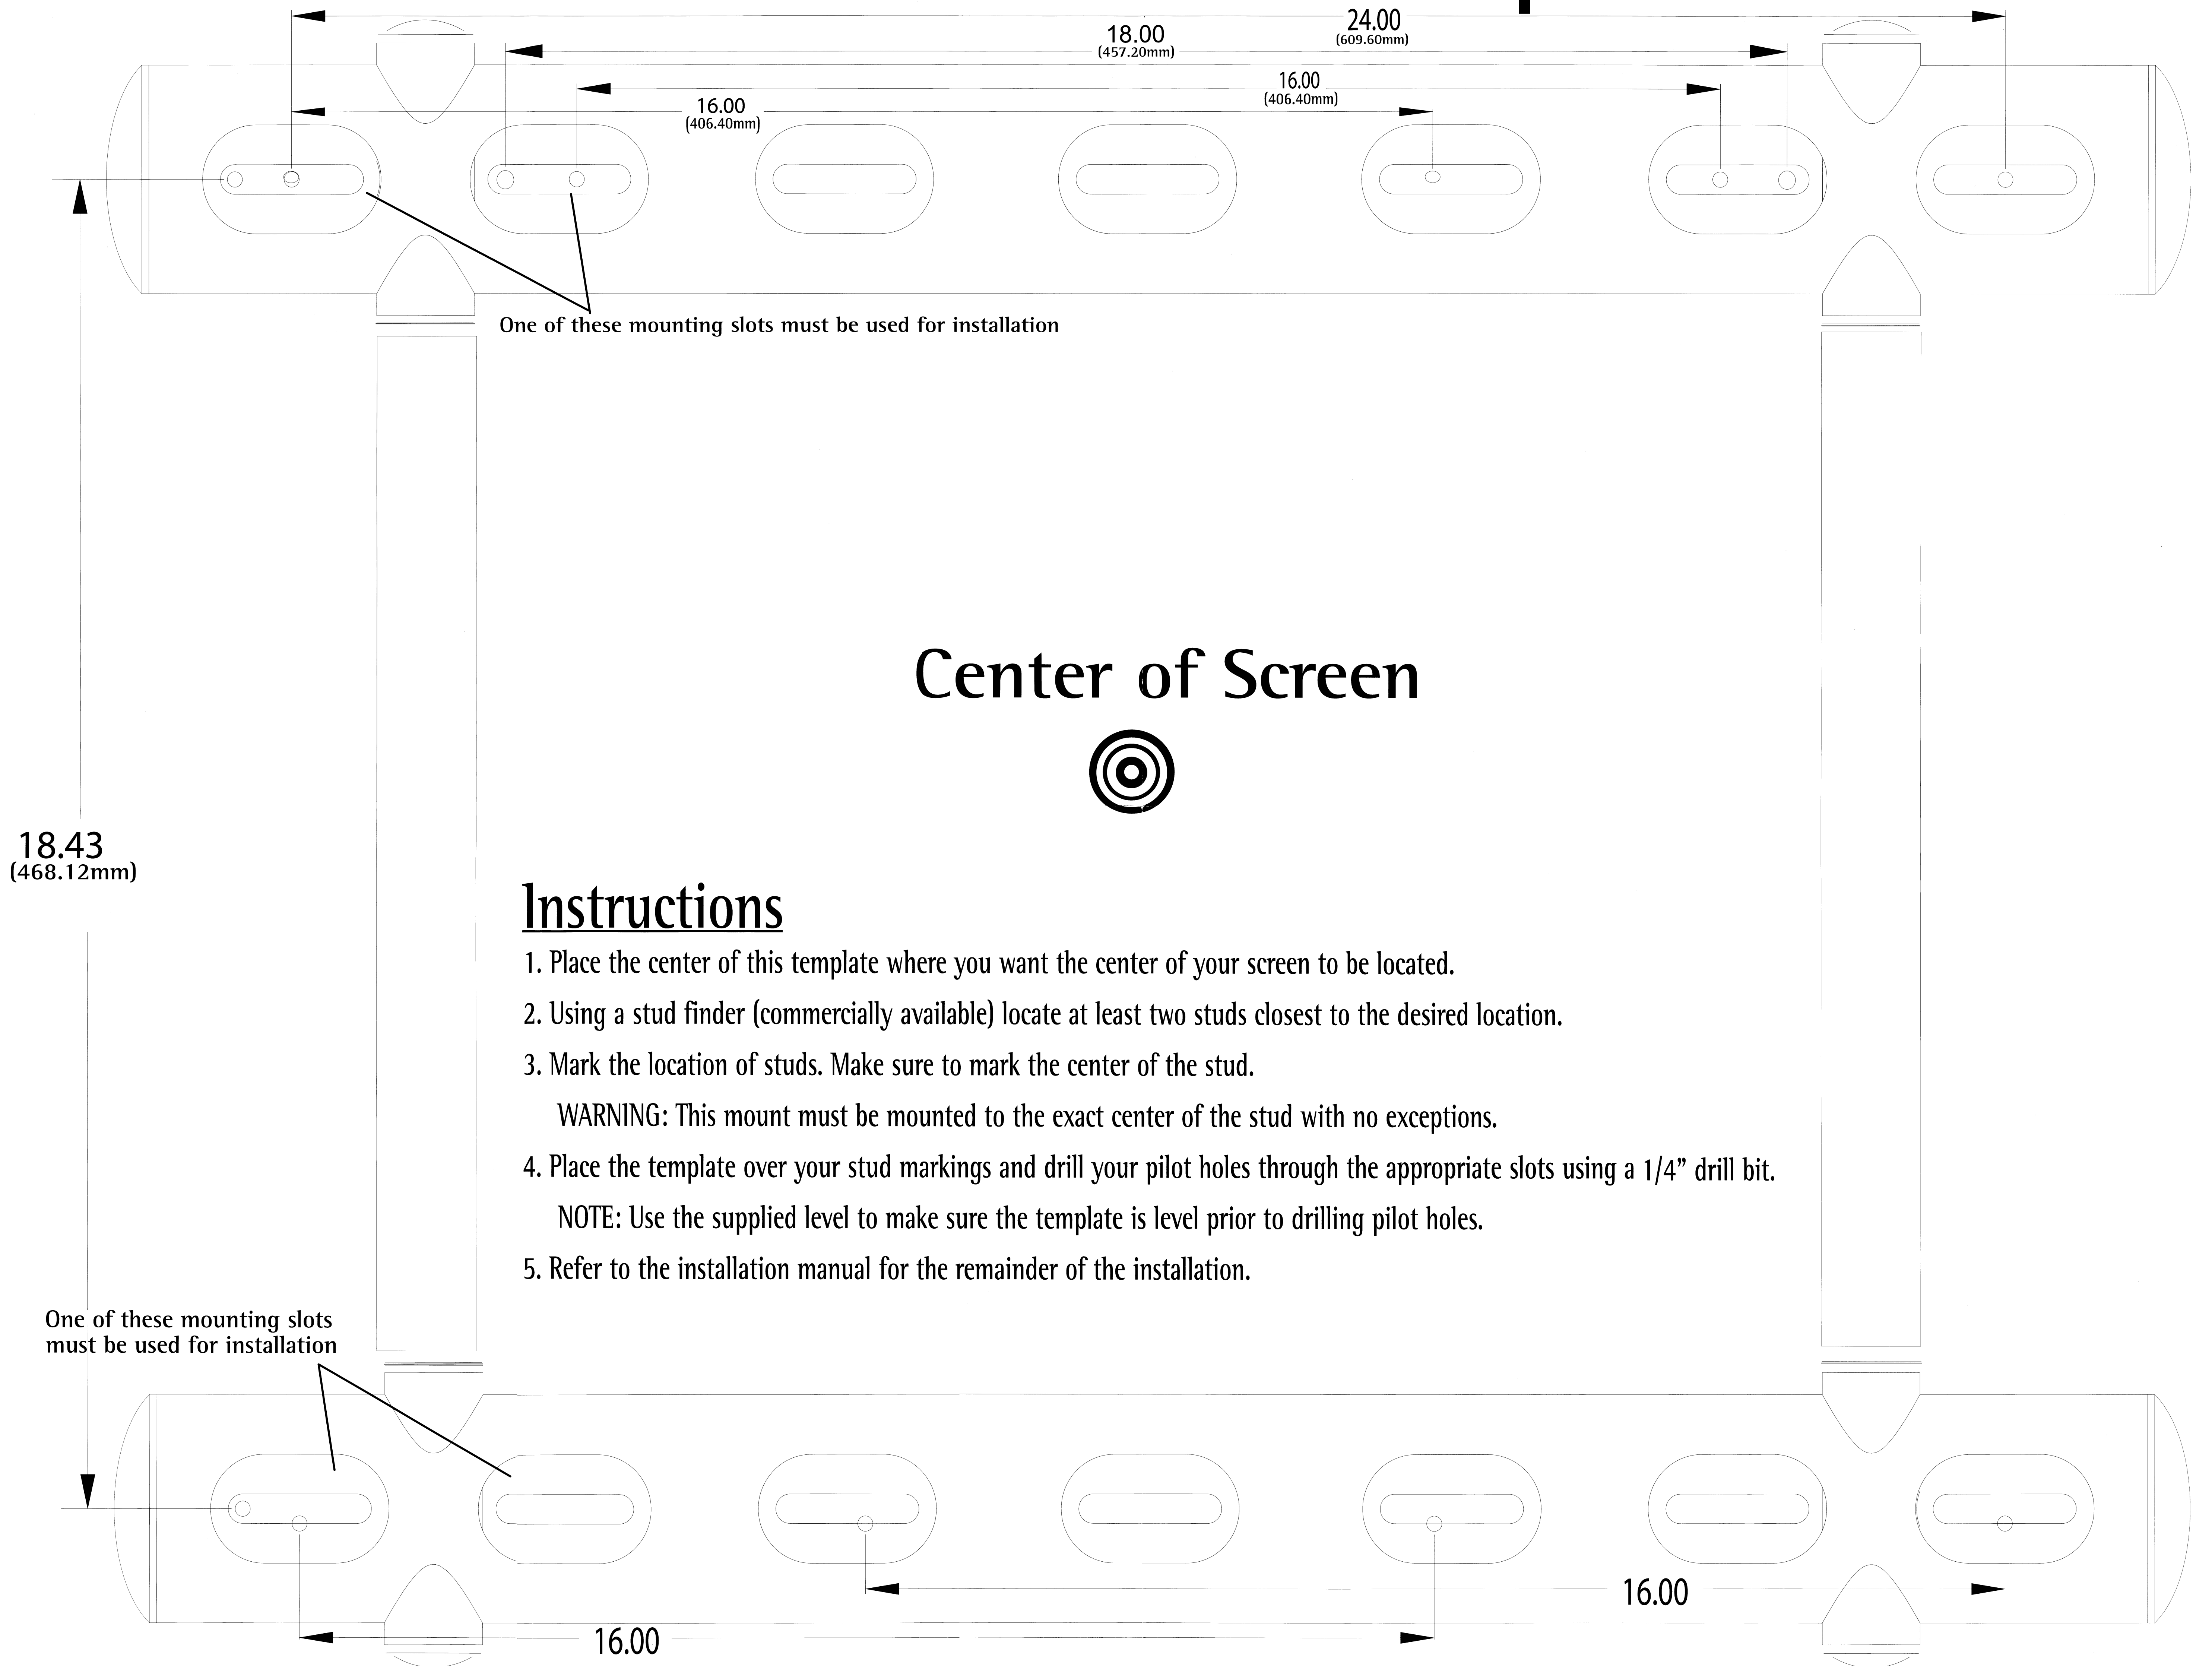 24.00
(609.60mm)
18.00
(457.20mm)
16.00
(406.40mm)
16.00
(406.40mm)
One of these mounting slots must be used for installation
Center of Screen
18.43
(468.12mm)
Instructions
1. Place the center of this template where you want the center of your screen to be located.
2. Using a stud finder (commercially available) locate at least two studs closest to the desired location.
3. Mark the location of studs. Make sure to mark the center of the stud.
WARNING: This mount must be mounted to the exact center of the stud with no exceptions.
4. Place the template over your stud markings and drill your pilot holes through the appropriate slots using a 1/4” drill bit.
NOTE: Use the supplied level to make sure the template is level prior to drilling pilot holes.
5. Refer to the installation manual for the remainder of the installation.
One of these mounting slots
must be used for installation
16.00
16.00